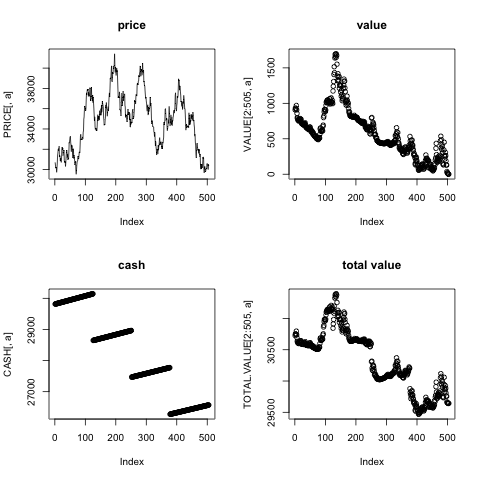 price
PRICE[, a]
30000 34000 38000
0 100 200 300 400 500
Index
value
VALUE[2:505, a]
0 500 1000 1500
0 100 200 300 400 500
Index
cash
CASH[, a]
27000 29000
0 100 200 300 400 500
Index
total value
TOTAL.VALUE[2:505, a]
29500 30500
0 100 200 300 400 500
Index